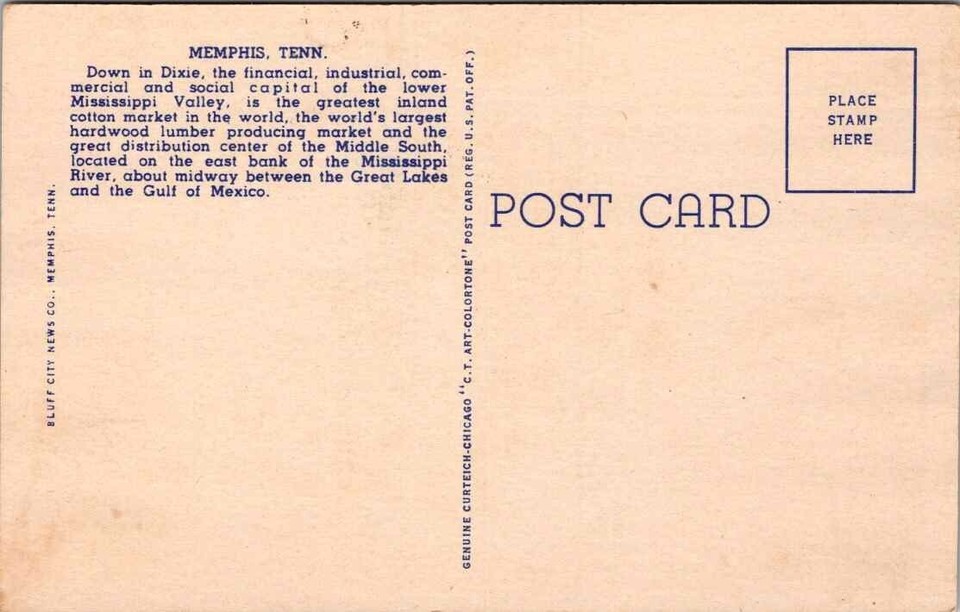 MEMPHIS, TENN.
Down in Dixie, the financial, industrial, com-
mercial and social capital of the lower
Mississippi Valley, is the greatest inland
cotton market in the world, the world's largest
hardwood lumber producing market and the
great distribution center of the Middle South,
located on the east bank of the Mississippi
River, about midway between the Great Lakes
and the Gulf of Mexico.
BLUFF CITY NEWS CO., MEMPHIS, TENN.
GENUINE CURTEICH-CHICAGO "C.T. ART-COLORTONE" POST CARD (REG. U.S. PAT. OFF.)
POST CARD
PLACE
STAMP
HERE